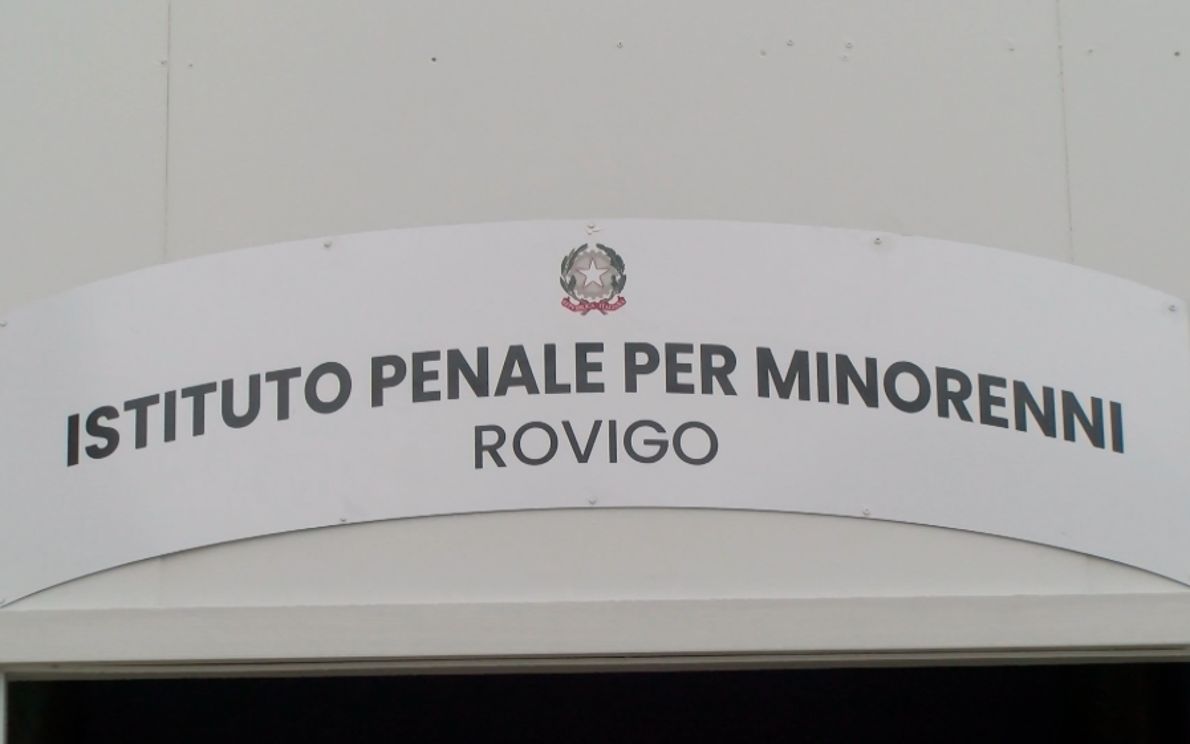 ISTITUTO PENALE PER MINORENNI
ROVIGO